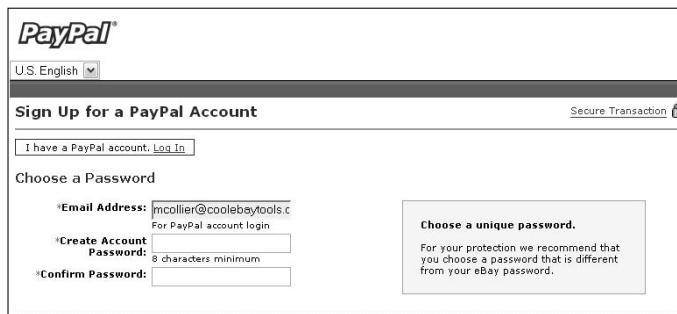 PayPal®
U.S. English
Sign Up for a PayPal Account
Secure Transaction
I have a PayPal account. Log In
Choose a Password
*Email Address: mcollier@coolebaytools.c
For PayPal account login
*Create Account
Password:
8 characters minimum
*Confirm Password:
Choose a unique password.
For your protection we recommend that
you choose a password that is different
from your eBay password.